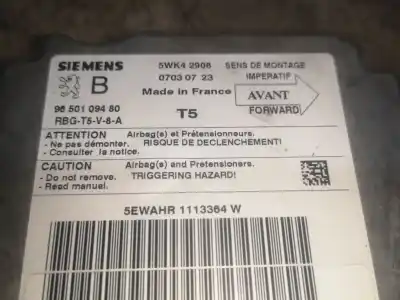 SIEMENS
5WK4 2908
SENS DE MONTAGE
B
0703 07 23
IMPERATIF
96 501 094 80
Made in France
AVANT
RBG-T5-V-8-A
T5
FORWARD
ATTENTION
Airbag(s) et Prétensionneurs.
- Ne pas démonter.
RISQUE DE DECLENCHEMENT!
- Consulter la notice.
CAUTION
Airbag(s) and Pretensioners.
- Do not remove.
TRIGGERING HAZARD!
- Read manual.
5EWAHR 1113364 W